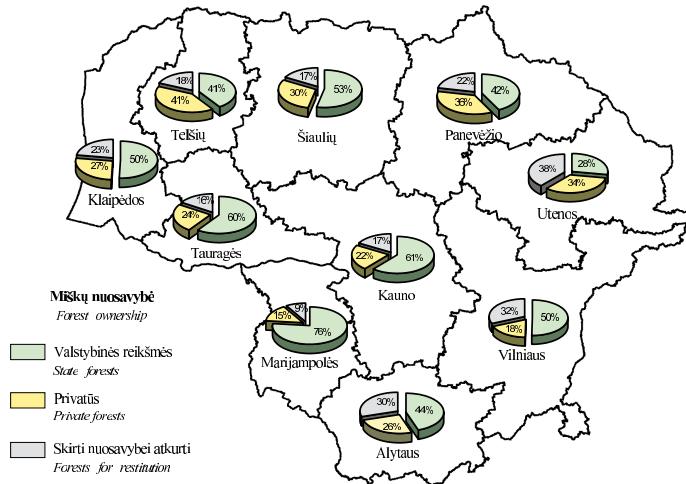 18%
41%
41%
Telšių
17%
53%
30%
Šiaulių
22%
42%
36%
Panevėžio
23%
50%
27%
Klaipėdos
38%
28%
34%
Utenos
16%
60%
24%
Tauragės
17%
61%
22%
Kauno
Miškų nuosavybė
Forest ownership
9%
15%
76%
Marijampolės
32%
50%
18%
Vilniaus
Valstybinės reikšmės
State forests
Privatūs
Private forests
30%
44%
26%
Alytaus
Skirti nuosavybei atkurti
Forests for restitution